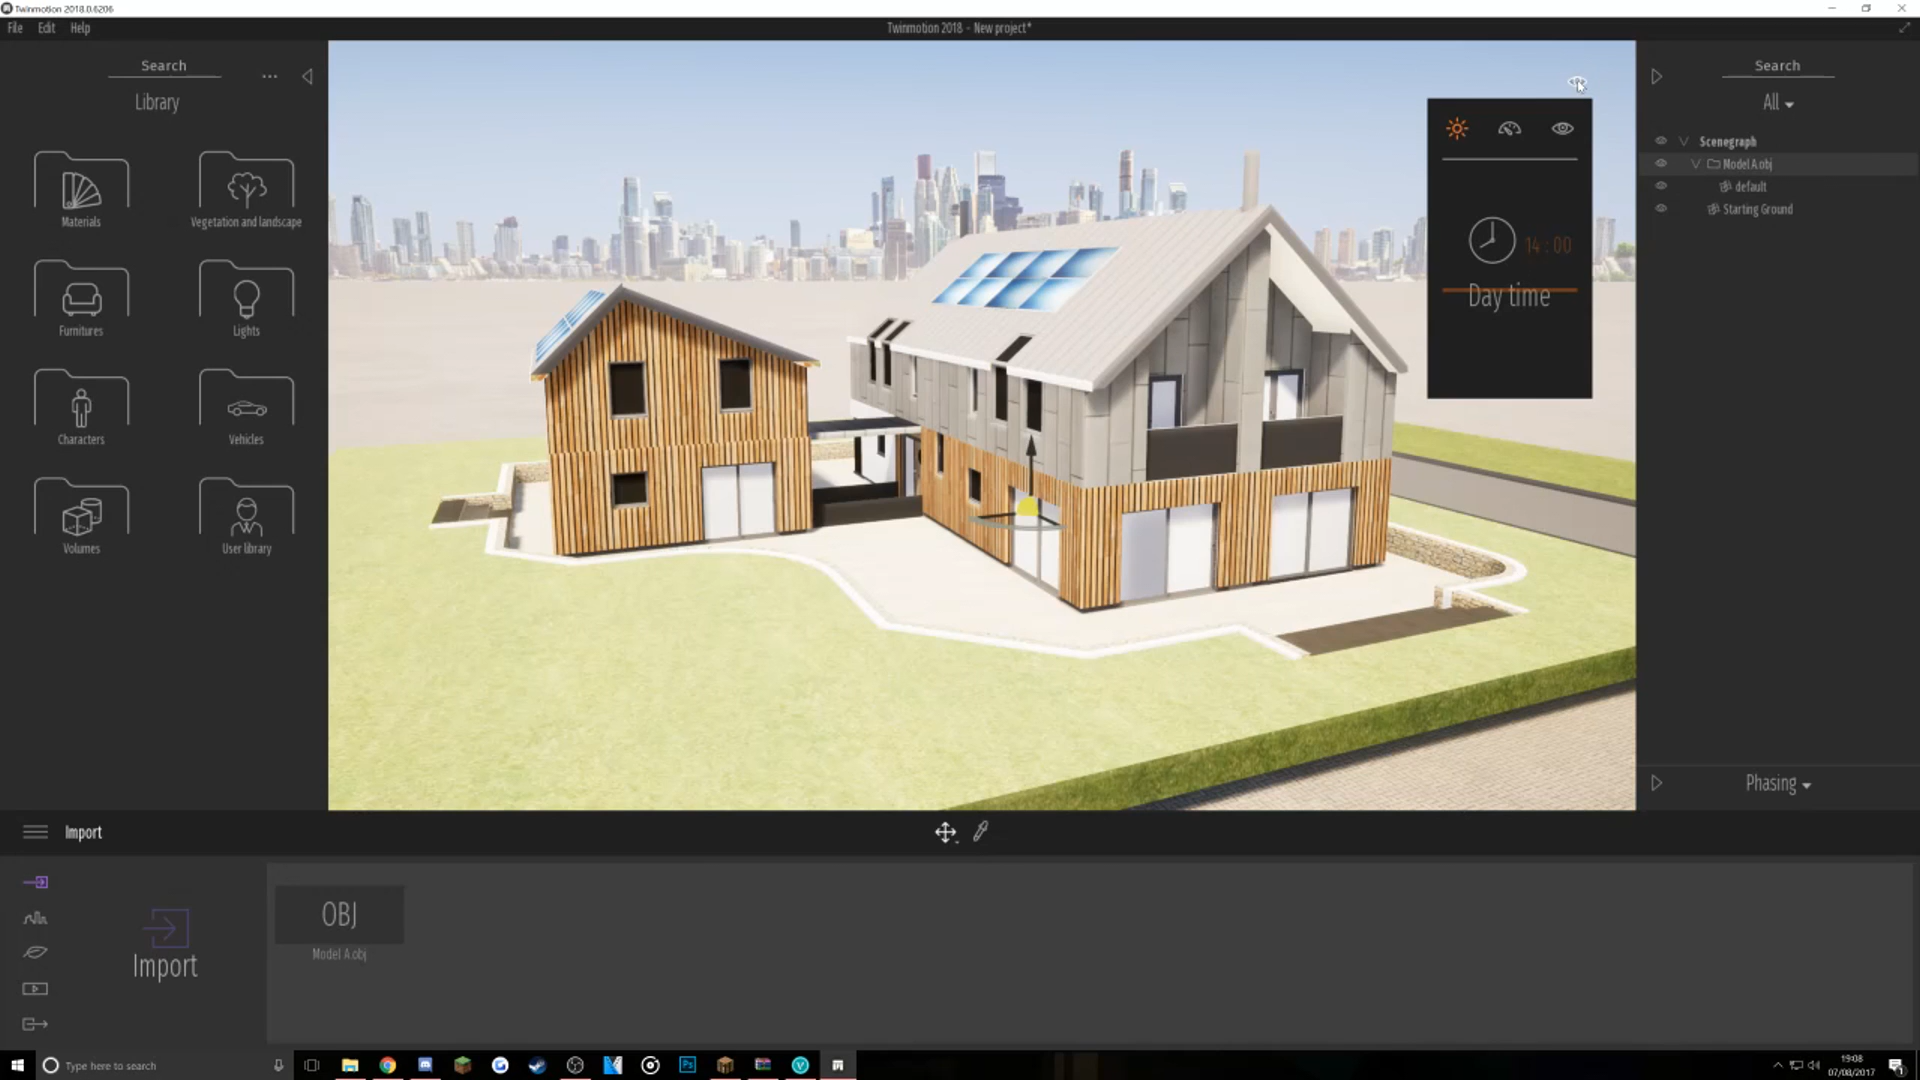 Twinmotion 2018.0.6206
File Edit Help
Twinmotion 2018 - New project*
Search
Library
Materials
Vegetation and landscape
Furnitures
Lights
Characters
Vehicles
Volumes
User library
14 : 00
Day time
Search
All
Scenegraph
Model A.obj
default
Starting Ground
Phasing
Import
Import
OBJ
Model A.obj
Type here to search
Ps
19:08
07/08/2017